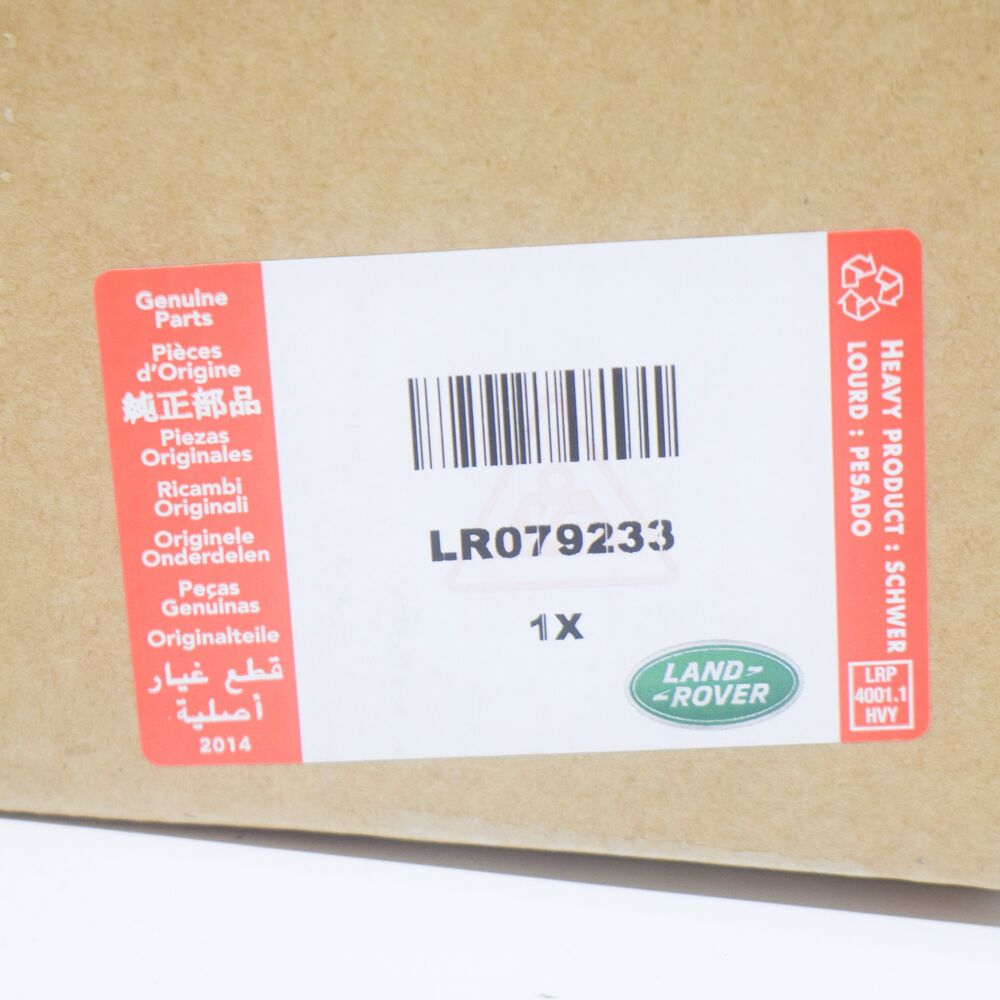 Genuine
Parts
Pièces
d'Origine
純正部品
Piezas
Originales
Ricambi
Originali
Originele
Onderdelen
Peças
Genuínas
Originalteile
قطع غيار
أصلية
2014
LR079233
1X
LAND-
-ROVER
HEAVY PRODUCT : SCHWER
LOURD : PESADO
LRP
4001.1
HVY